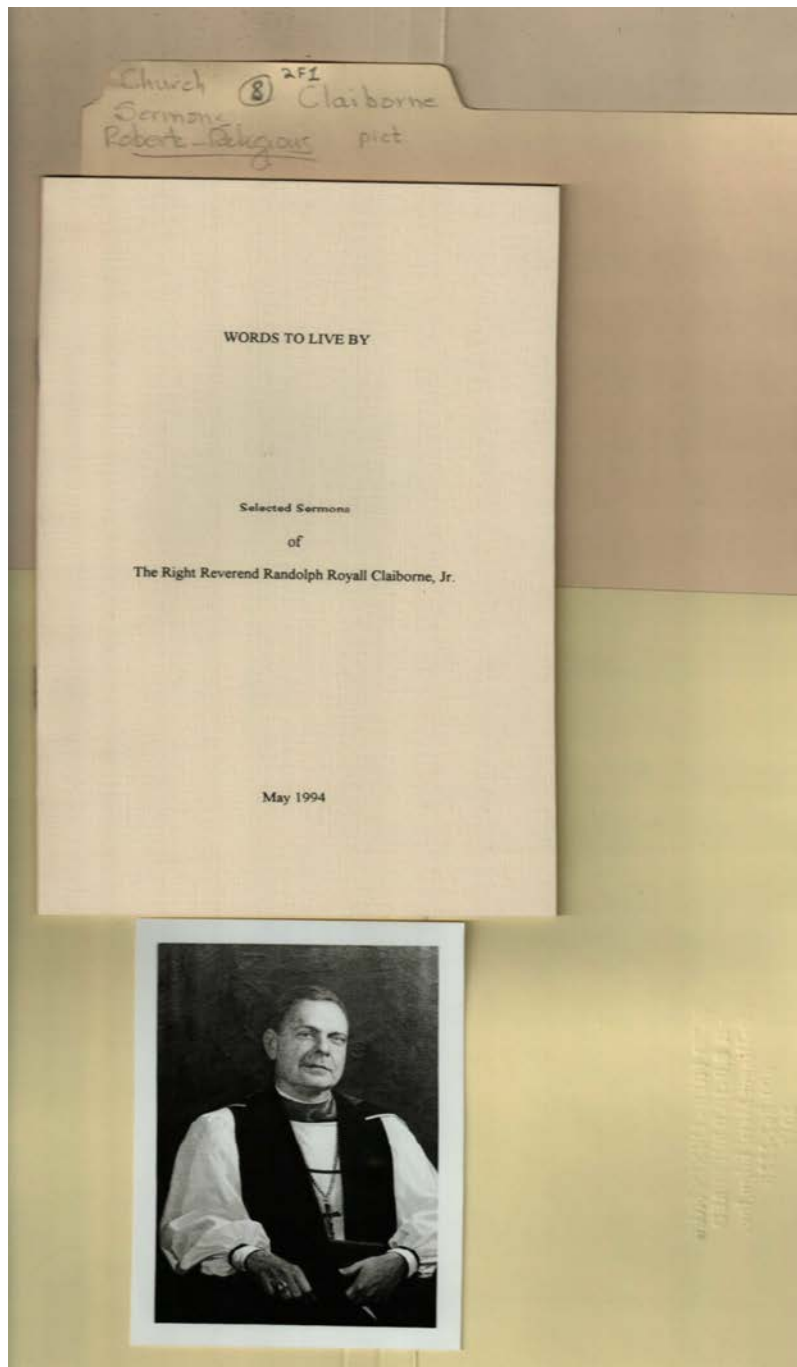 Church ⑧ 2F1 Claiborne
Sermons
Roberts-Religious pict
WORDS TO LIVE BY
Selected Sermons
of
The Right Reverend Randolph Royall Claiborne, Jr.
May 1994